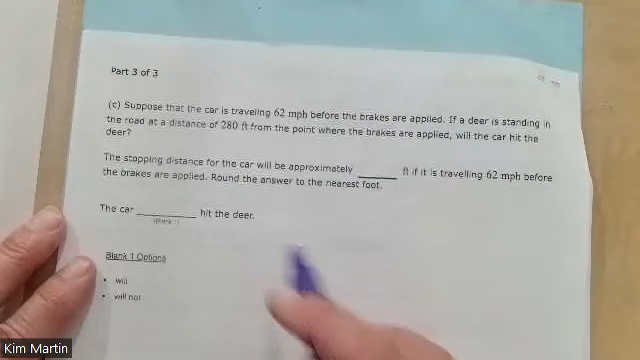 Part 3 of 3
(c) Suppose that the car is traveling 62 mph before the brakes are applied. If a deer is standing in
the road at a distance of 280 ft from the point where the brakes are applied, will the car hit the
deer?
The stopping distance for the car will be approximately ______ ft if it is travelling 62 mph before
the brakes are applied. Round the answer to the nearest foot.
The car __________ hit the deer.
(Blank 1)
Blank 1 Options
• will
• will not
Kim Martin